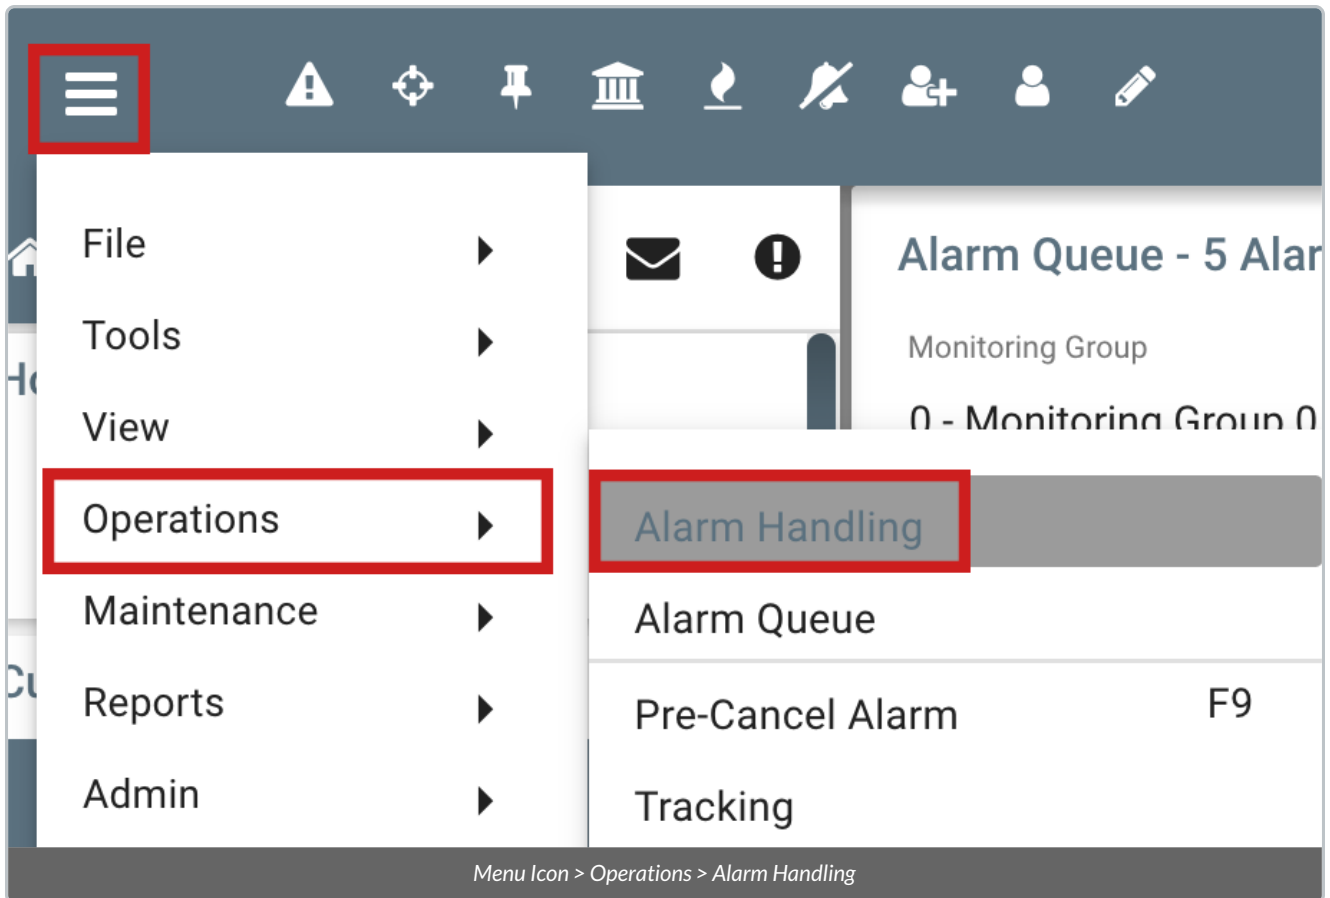 File
Tools
View
Operations
Maintenance
Reports
Admin
Alarm Queue - 5
Monitoring Group
0 - Monitoring Group 0
Alarm Handling
Alarm Queue
Pre-Cancel Alarm F9
Tracking
Menu Icon > Operations > Alarm Handling